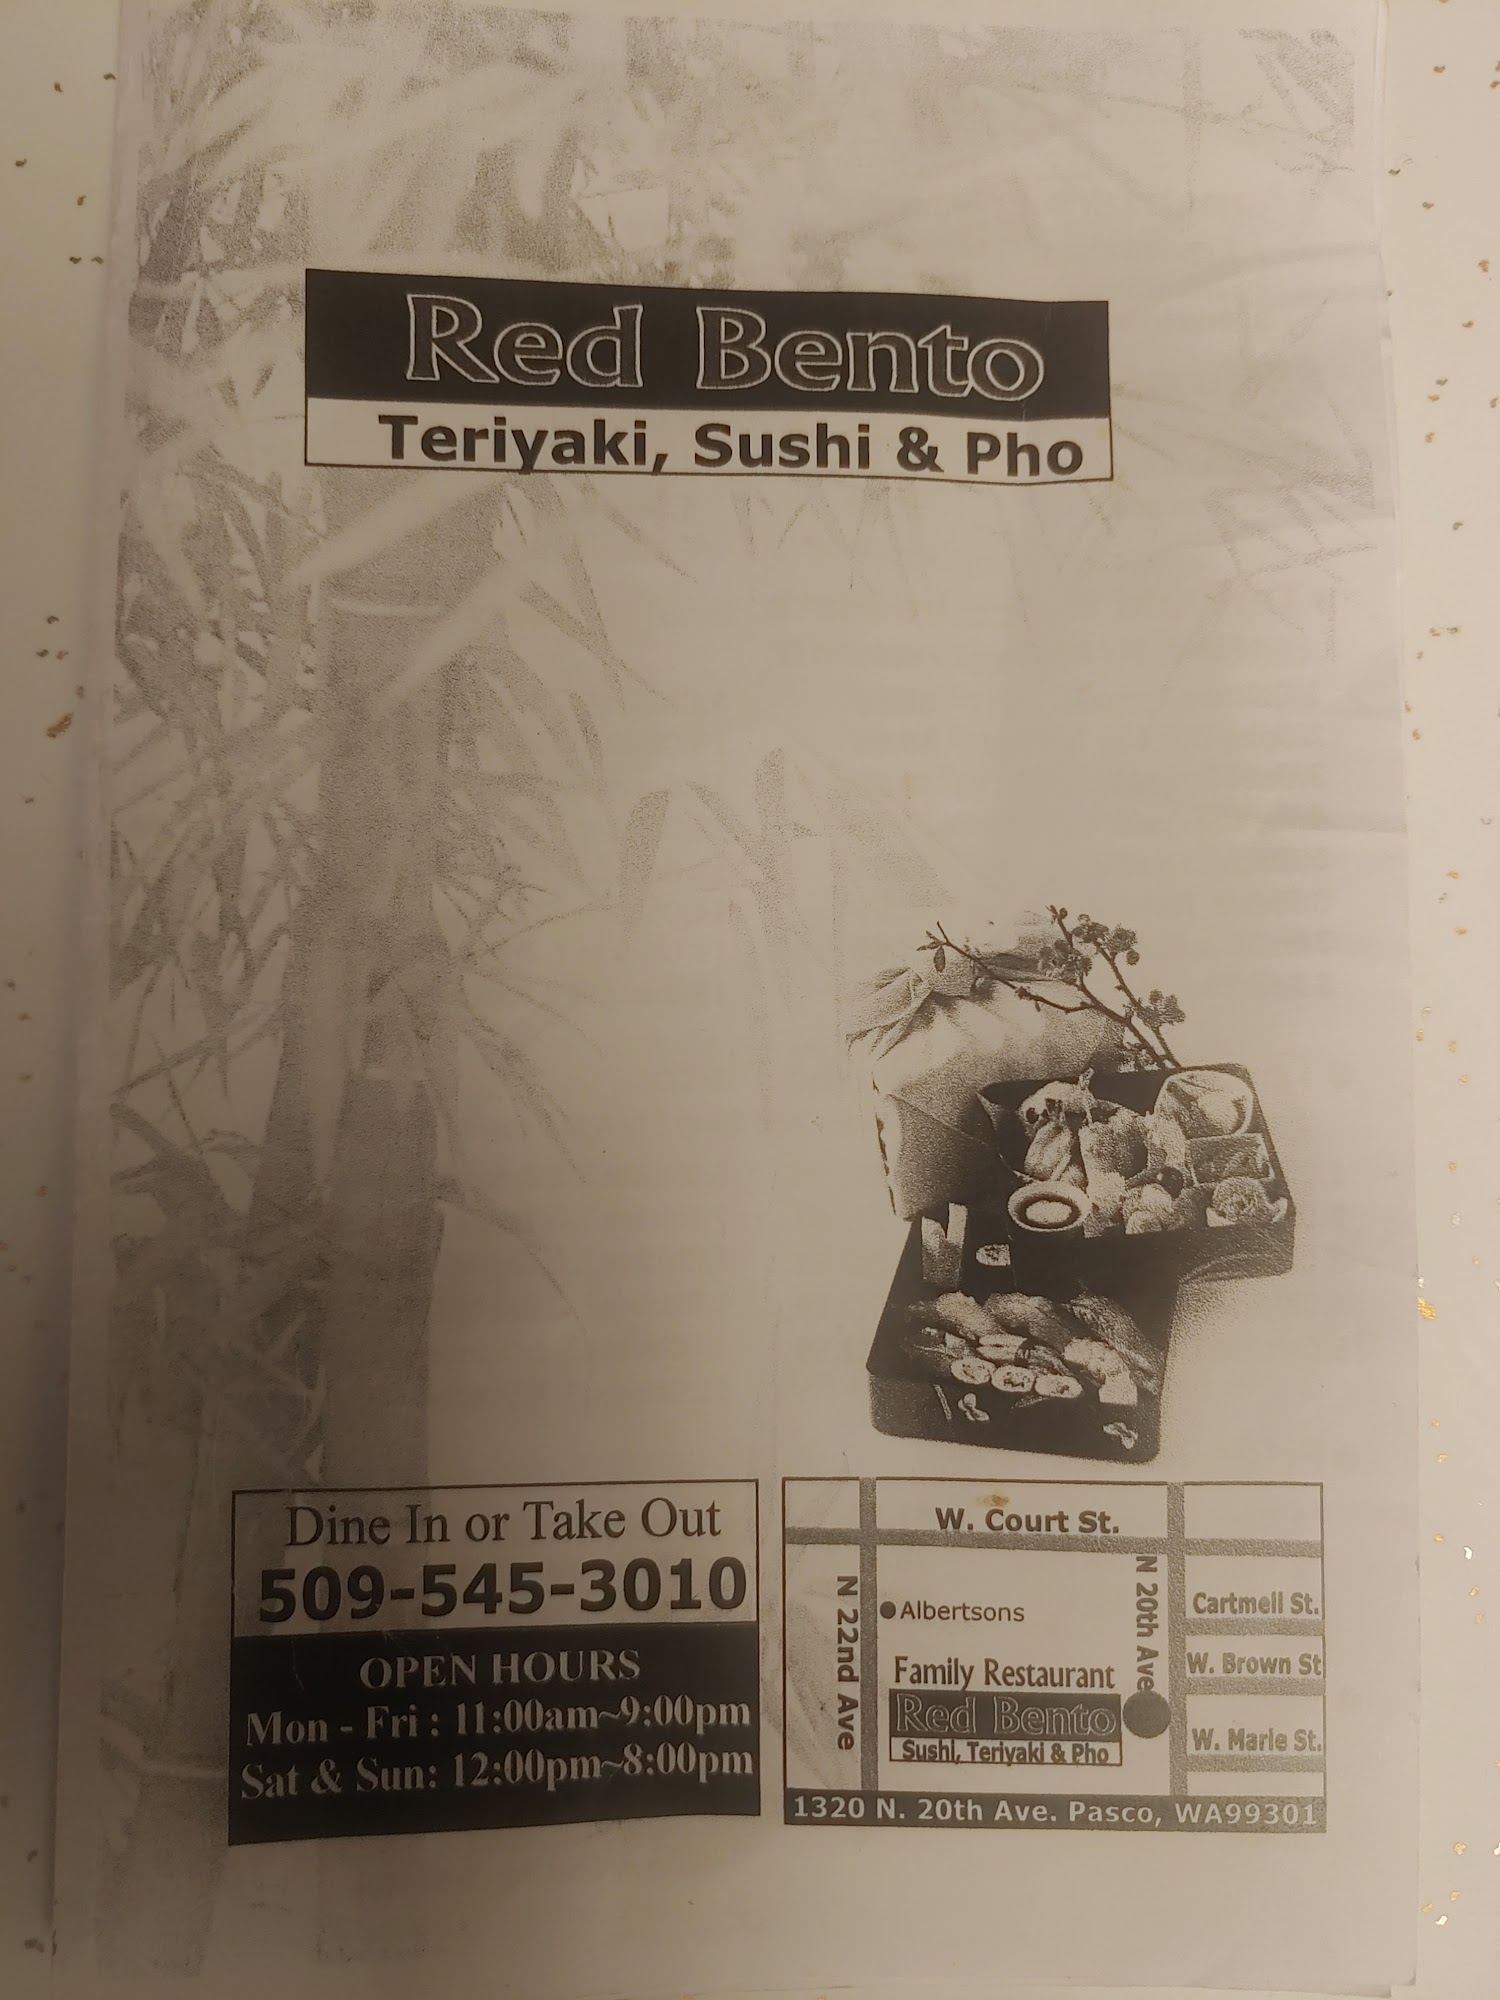 Red Bento
Teriyaki, Sushi & Pho
Dine In or Take Out
509-545-3010
OPEN HOURS
Mon - Fri : 11:00am~9:00pm
Sat & Sun: 12:00pm~8:00pm
W. Court St.
N 22nd Ave
N 20th Ave
Albertsons
Cartmell St.
Family Restaurant
W. Brown St
Red Bento
Sushi, Teriyaki & Pho
W. Marie St.
1320 N. 20th Ave. Pasco, WA99301